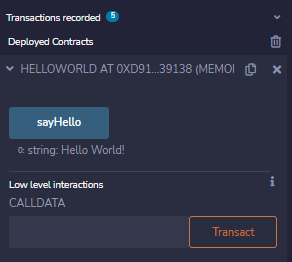 Transactions recorded 5
Deployed Contracts
HELLOWORLD AT 0XD91...39138 (MEMOI
sayHello
0: string: Hello World!
Low level interactions
i
CALLDATA
Transact